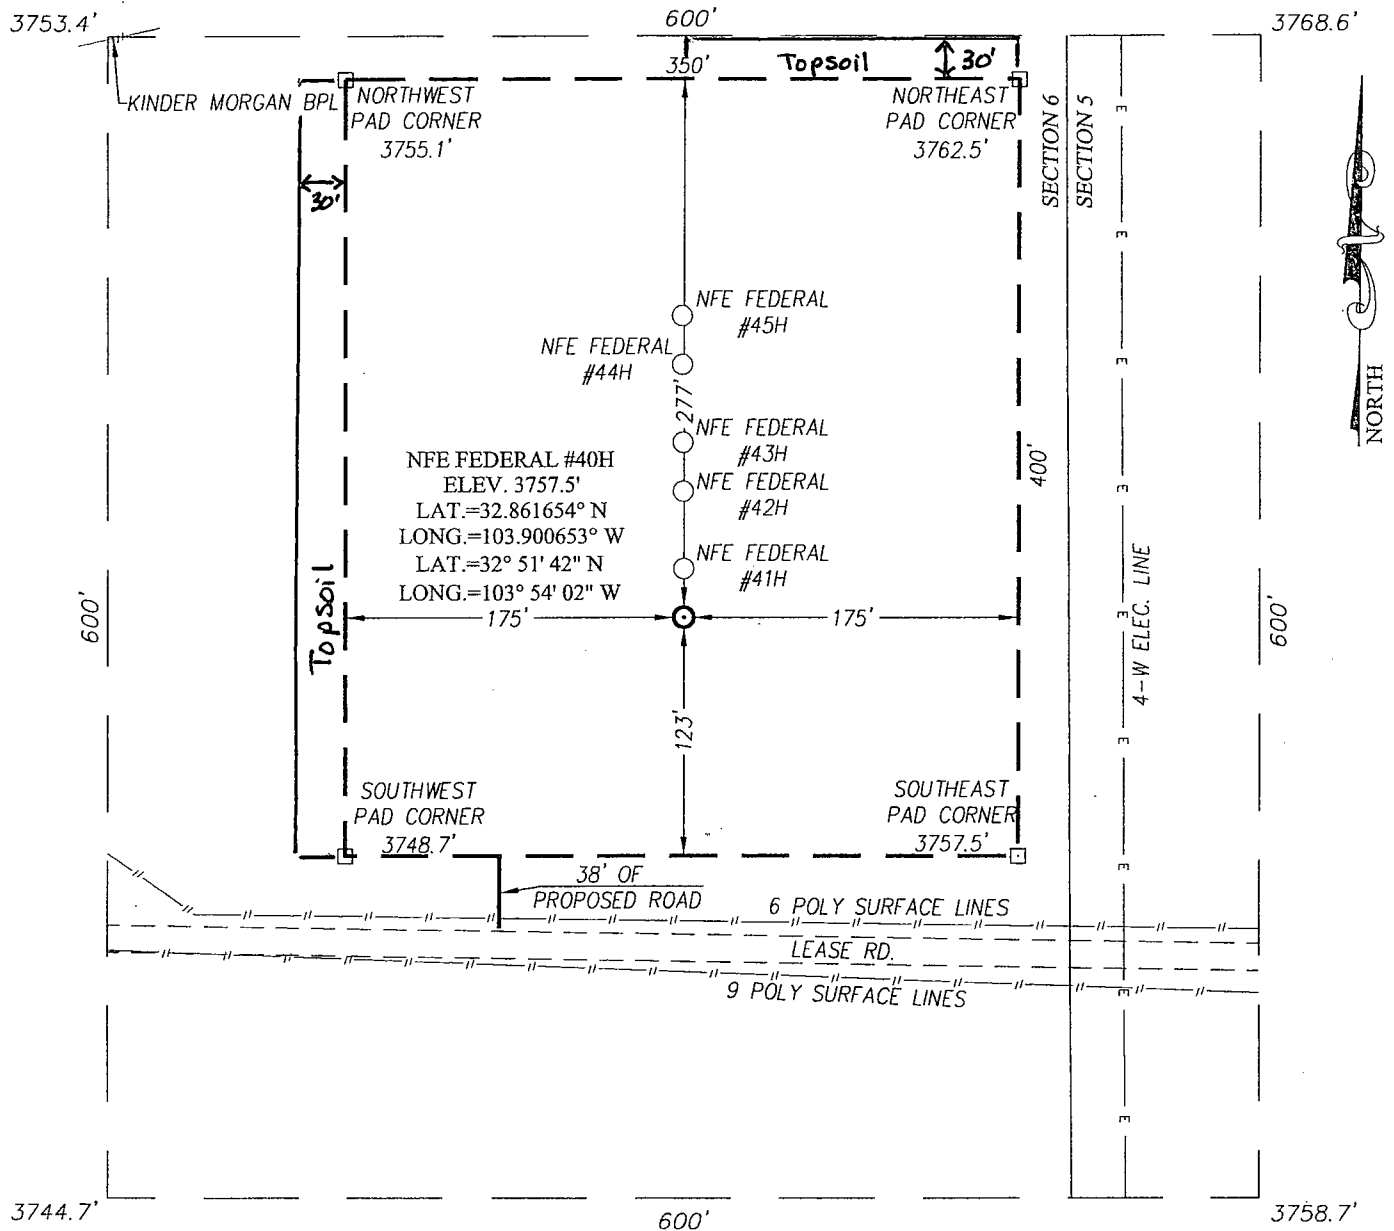 3753.4'
600'
3768.6'
Topsoil
30'
350'
KINDER MORGAN BPL
NORTHWEST
PAD CORNER
3755.1'
NORTHEAST
PAD CORNER
3762.5'
SECTION 6
SECTION 5
30'
NORTH
NFE FEDERAL
#45H
NFE FEDERAL
#44H
277'
NFE FEDERAL
#43H
NFE FEDERAL
#42H
NFE FEDERAL
#41H
400'
NFE FEDERAL #40H
ELEV. 3757.5'
LAT.=32.861654° N
LONG.=103.900653° W
LAT.=32° 51' 42" N
LONG.=103° 54' 02" W
600'
Topsoil
175'
175'
4-W ELEC. LINE
600'
123'
SOUTHWEST
PAD CORNER
3748.7'
SOUTHEAST
PAD CORNER
3757.5'
38' OF
PROPOSED ROAD
6 POLY SURFACE LINES
LEASE RD.
9 POLY SURFACE LINES
3744.7'
600'
3758.7'
E
E
E
E
E
E
E
E
E